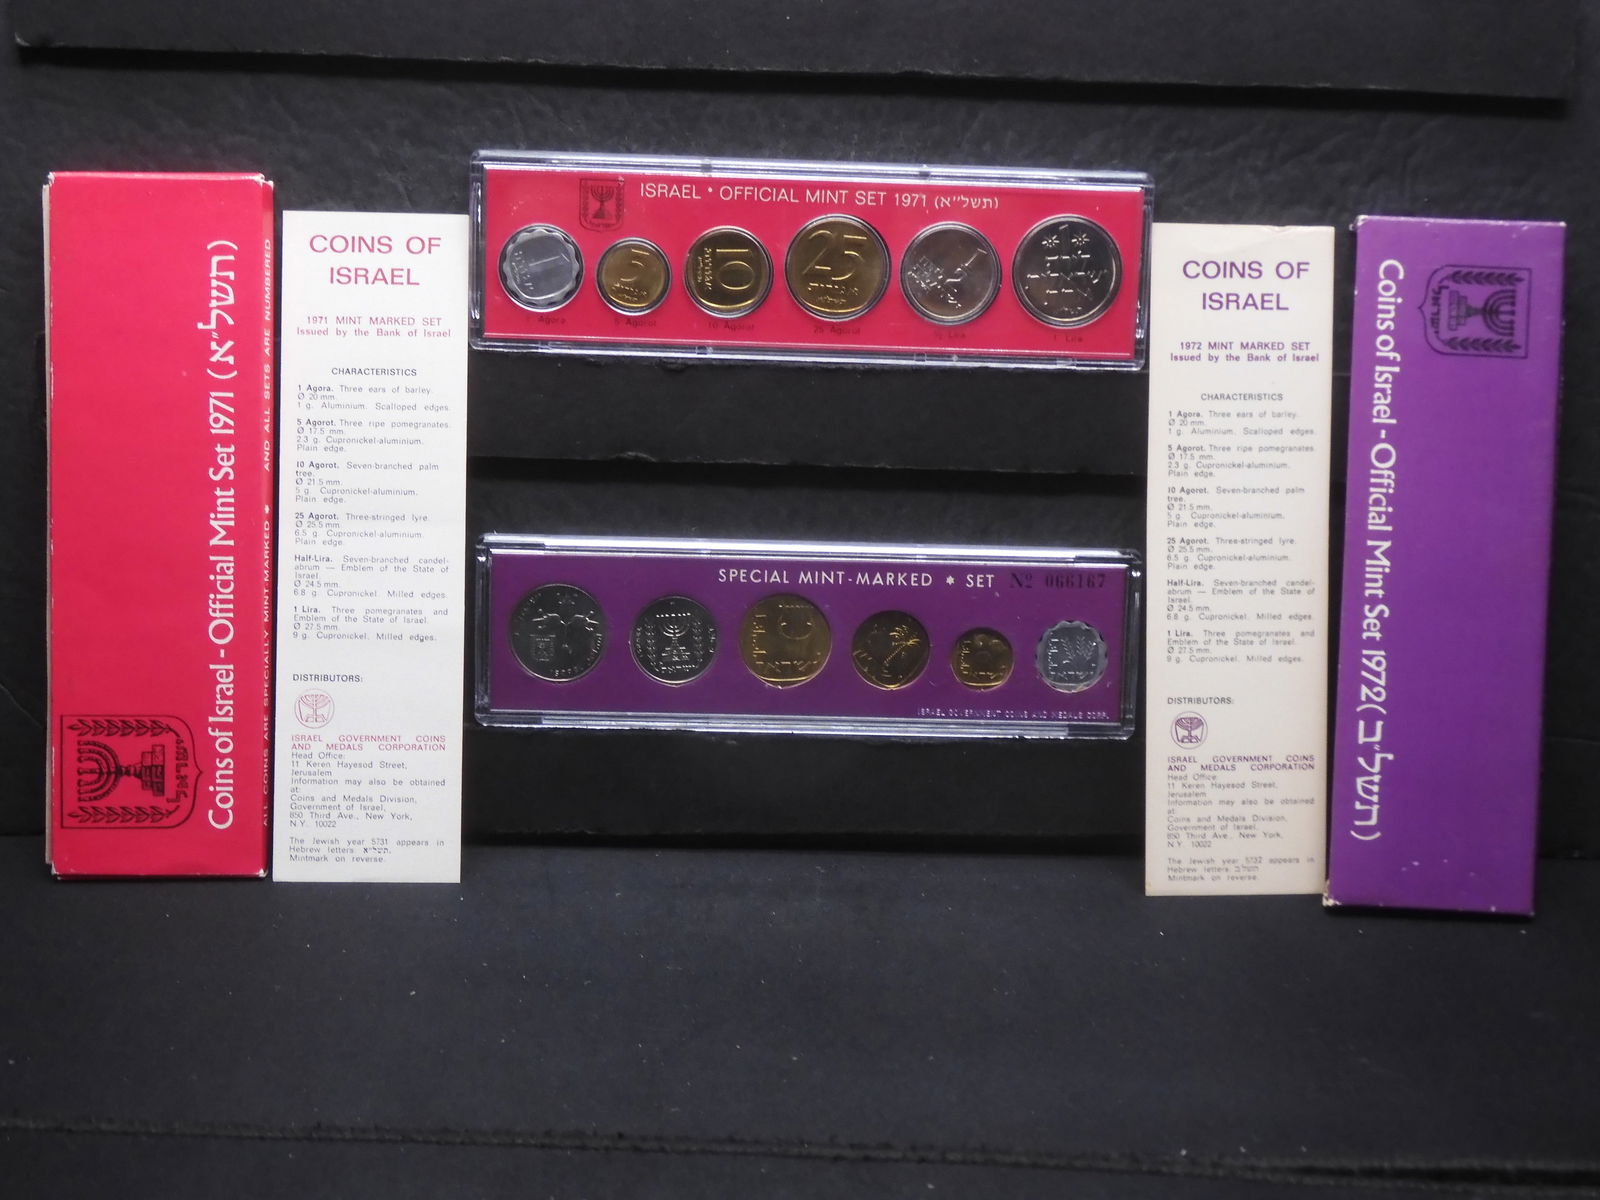 Coins of Israel - Official Mint Set 1971 (תשל״א)
ALL COINS ARE SPECIALLY MINT-MARKED ✱ AND ALL SETS ARE NUMBERED
ישראל
COINS OF
ISRAEL
1971 MINT MARKED SET
Issued by the Bank of Israel
CHARACTERISTICS
1 Agora. Three ears of barley.
Ø 20 mm.
1 g. Aluminium. Scalloped edges.
5 Agorot. Three ripe pomegranates.
Ø 17.5 mm.
2.3 g. Cupronickel-aluminium.
Plain edge.
10 Agorot. Seven-branched palm
tree.
Ø 21.5 mm.
5 g. Cupronickel-aluminium.
Plain edge.
25 Agorot. Three-stringed lyre.
Ø 25.5 mm.
6.5 g. Cupronickel-aluminium.
Plain edge.
Half-Lira. Seven-branched candel-
abrum — Emblem of the State of
Israel.
Ø 24.5 mm.
6.8 g. Cupronickel. Milled edges.
1 Lira. Three pomegranates and
Emblem of the State of Israel.
Ø 27.5 mm.
9 g. Cupronickel. Milled edges.
DISTRIBUTORS:
ISRAEL GOVERNMENT COINS
AND MEDALS CORPORATION
Head Office:
11 Keren Hayesod Street,
Jerusalem
Information may also be obtained
at:
Coins and Medals Division,
Government of Israel,
850 Third Ave., New York,
N.Y. 10022
The Jewish year 5731 appears in
Hebrew letters: תשל״א.
Mintmark on reverse.
ISRAEL • OFFICIAL MINT SET 1971 (תשל״א)
1
5
10
25
1
1 Agora
5 Agorot
10 Agorot
25 Agorot
½ Lira
1 Lira
SPECIAL MINT-MARKED ✱ SET № 066167
ISRAEL GOVERNMENT COINS AND MEDALS CORP.
COINS OF
ISRAEL
1972 MINT MARKED SET
Issued by the Bank of Israel
CHARACTERISTICS
1 Agora. Three ears of barley.
Ø 20 mm.
1 g. Aluminium. Scalloped edges.
5 Agorot. Three ripe pomegranates
Ø 17.5 mm.
2.3 g. Cupronickel-aluminium.
Plain edge.
10 Agorot. Seven-branched palm
tree.
Ø 21.5 mm.
5 g. Cupronickel-aluminium.
Plain edge.
25 Agorot. Three-stringed lyre.
Ø 25.5 mm.
6.5 g. Cupronickel-aluminium.
Plain edge.
Half-Lira. Seven-branched candel-
abrum — Emblem of the State of
Israel.
Ø 24.5 mm.
6.8 g. Cupronickel. Milled edges.
1 Lira. Three pomegranates and
Emblem of the State of Israel.
Ø 27.5 mm.
9 g. Cupronickel. Milled edges.
DISTRIBUTORS:
ISRAEL GOVERNMENT COINS
AND MEDALS CORPORATION
Head Office
11 Keren Hayesod Street,
Jerusalem
Information may also be obtained
at:
Coins and Medals Division,
Government of Israel,
850 Third Ave., New York,
N.Y. 10022
The Jewish year 5732 appears in
Hebrew letters: תשל״ב
Mintmark on reverse.
Coins of Israel - Official Mint Set 1972 (תשל״ב)
ישראל